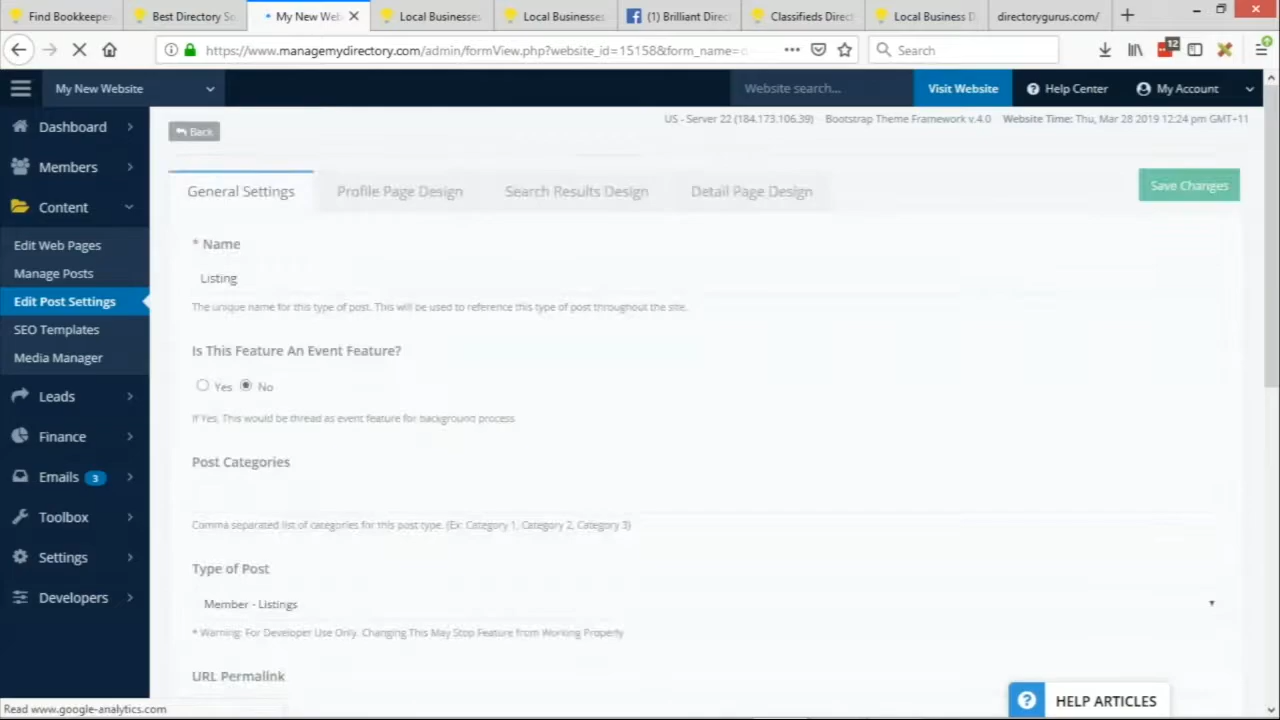 Find Bookkeeper
Best Directory So
My New Web
Local Businesses
Local Businesses
(1) Brilliant Direc
Classifieds Direct
Local Business D
directorygurus.com/
https://www.managemydirectory.com/admin/formView.php?website_id=15158&form_name=
Search
12
My New Website
Website search...
Visit Website
Help Center
My Account
US - Server 22 (184.173.106.39) Bootstrap Theme Framework v.4.0 Website Time: Thu, Mar 28 2019 12:24 pm GMT+11
Dashboard
Members
Content
Edit Web Pages
Manage Posts
Edit Post Settings
SEO Templates
Media Manager
Leads
Finance
Emails 3
Toolbox
Settings
Developers
Back
General Settings
Profile Page Design
Search Results Design
Detail Page Design
Save Changes
* Name
Listing
The unique name for this type of post. This will be used to reference this type of post throughout the site.
Is This Feature An Event Feature?
Yes No
If Yes, This would be thread as event feature for background process
Post Categories
Comma separated list of categories for this post type. (Ex: Category 1, Category 2, Category 3)
Type of Post
Member - Listings
* Warning: For Developer Use Only. Changing This May Stop Feature from Working Property
URL Permalink
HELP ARTICLES
Read www.google-analytics.com